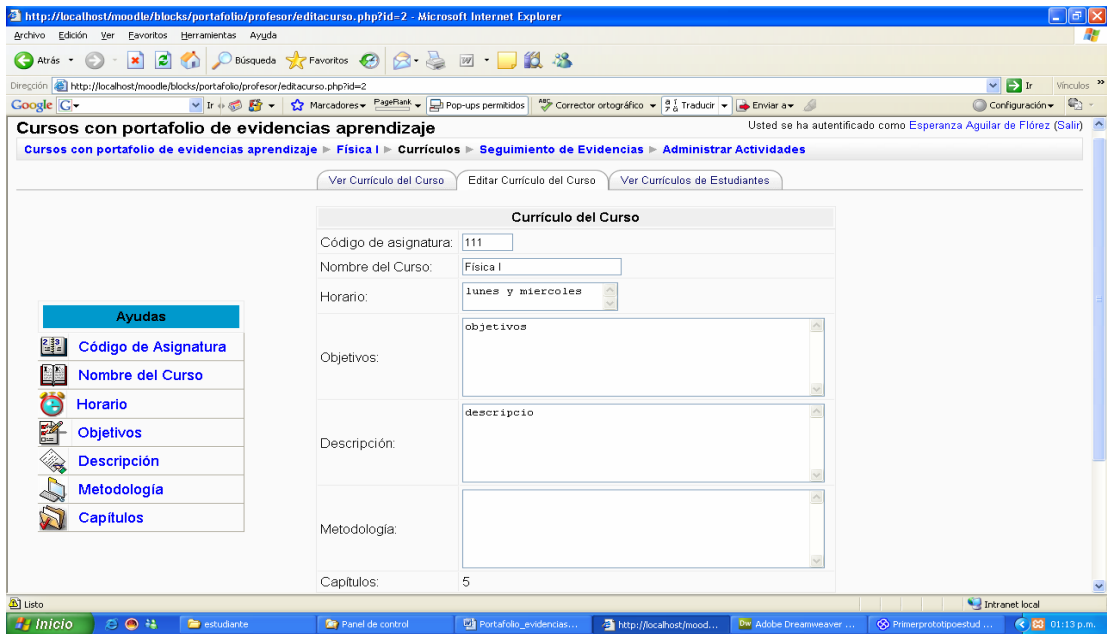 http://localhost/moodle/blocks/portafolio/profesor/editacurso.php?id=2 - Microsoft Internet Explorer
Archivo Edición Ver Favoritos Herramientas Ayuda
Atrás Búsqueda Favoritos
Dirección http://localhost/moodle/blocks/portafolio/profesor/editacurso.php?id=2 Ir Vínculos
Google Ir Marcadores PageRank Pop-ups permitidos Corrector ortográfico Traducir Enviar a Configuración
Cursos con portafolio de evidencias aprendizaje
Usted se ha autentificado como Esperanza Aguilar de Flórez (Salir)
Cursos con portafolio de evidencias aprendizaje ► Física I ► Currículos ► Seguimiento de Evidencias ► Administrar Actividades
Ver Currículo del Curso Editar Currículo del Curso Ver Currículos de Estudiantes
Currículo del Curso
Código de asignatura: 111
Nombre del Curso: Física I
Horario: lunes y miercoles
Objetivos: objetivos
Descripción: descripcio
Metodología:
Capítulos: 5
Ayudas
Código de Asignatura
Nombre del Curso
Horario
Objetivos
Descripción
Metodología
Capítulos
Listo Intranet local
Inicio estudiante Panel de control Portafolio_evidencias... http://localhost/mood... Adobe Dreamweaver ... Primerprototipoestud ... 01:13 p.m.